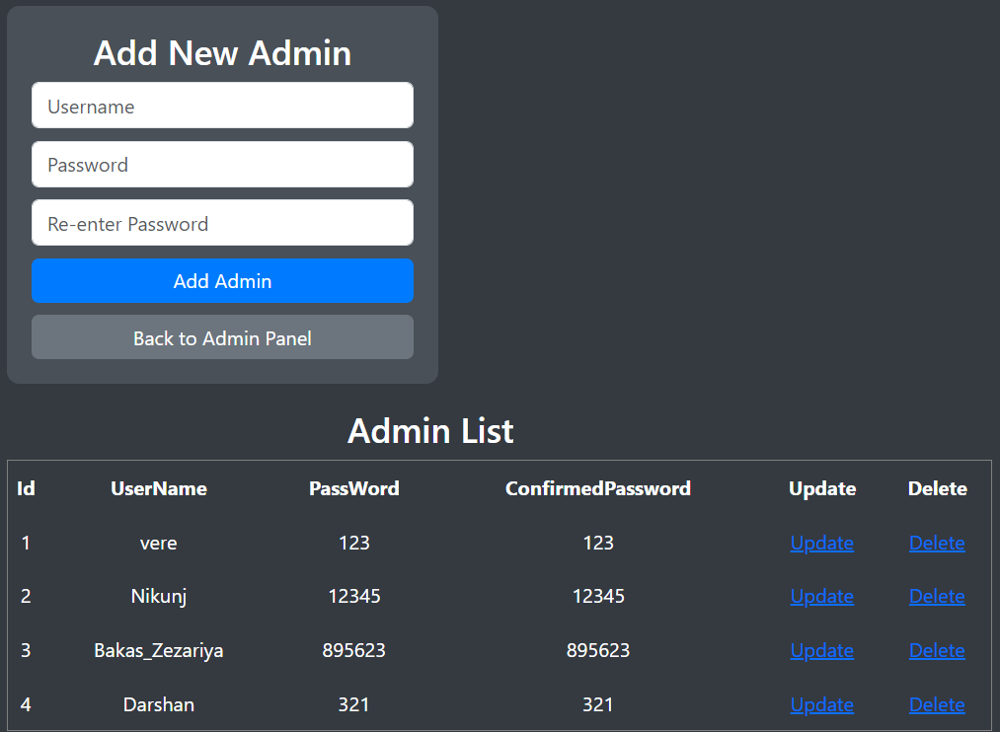 Add New Admin
Username
Password
Re-enter Password
Add Admin
Back to Admin Panel
Admin List
Id UserName PassWord ConfirmedPassword Update Delete
1 vere 123 123 Update Delete
2 Nikunj 12345 12345 Update Delete
3 Bakas_Zezariya 895623 895623 Update Delete
4 Darshan 321 321 Update Delete